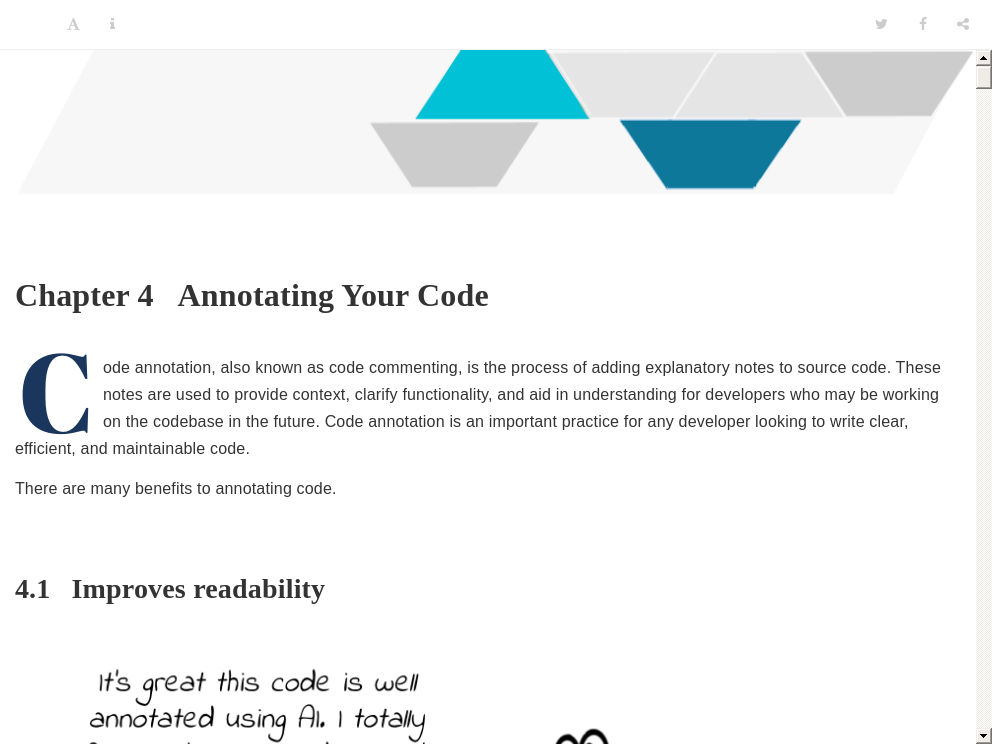 Chapter 4 Annotating Your Code
Code annotation, also known as code commenting, is the process of adding explanatory notes to source code. These
notes are used to provide context, clarify functionality, and aid in understanding for developers who may be working
on the codebase in the future. Code annotation is an important practice for any developer looking to write clear,
efficient, and maintainable code.
There are many benefits to annotating code.
4.1 Improves readability
It's great this code is well
annotated using AI. I totally